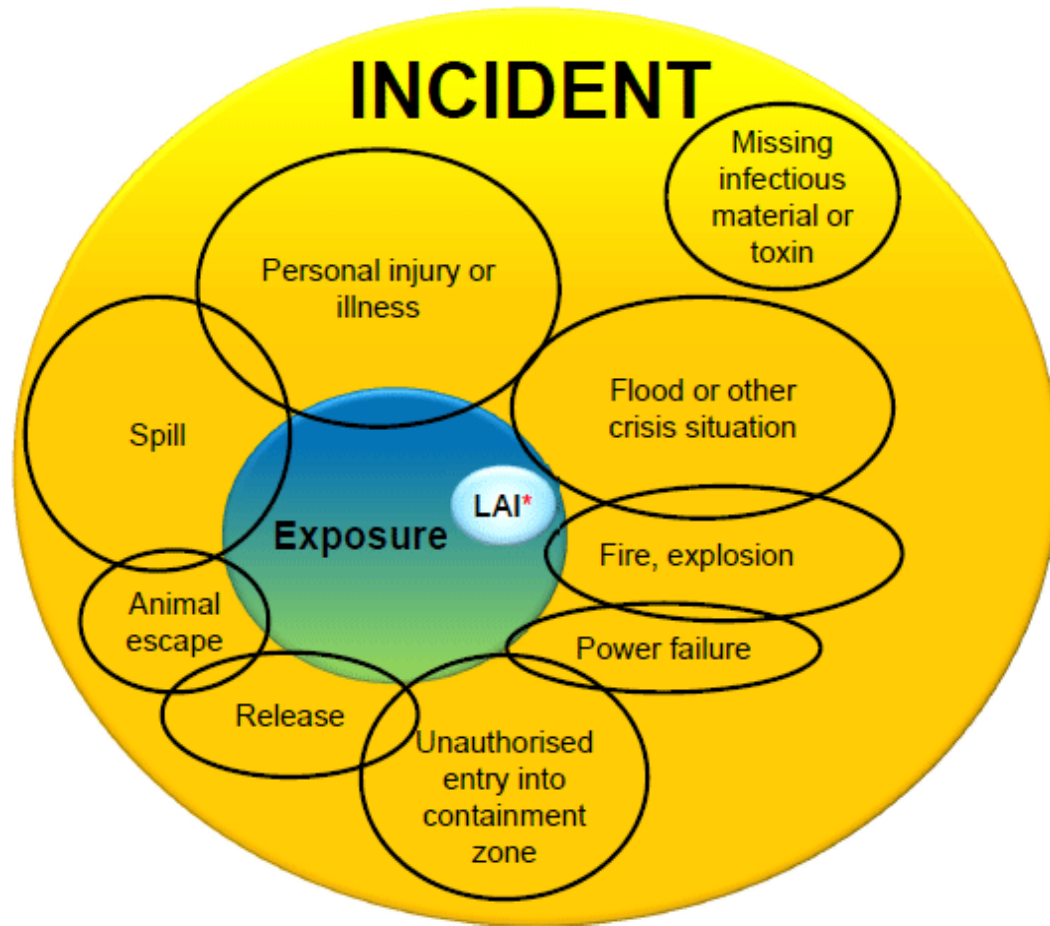 INCIDENT
Missing
infectious
material or
toxin
Personal injury or
illness
Flood or other
crisis situation
Spill
LAI*
Exposure
Fire, explosion
Animal
escape
Power failure
Release
Unauthorised
entry into
containment
zone